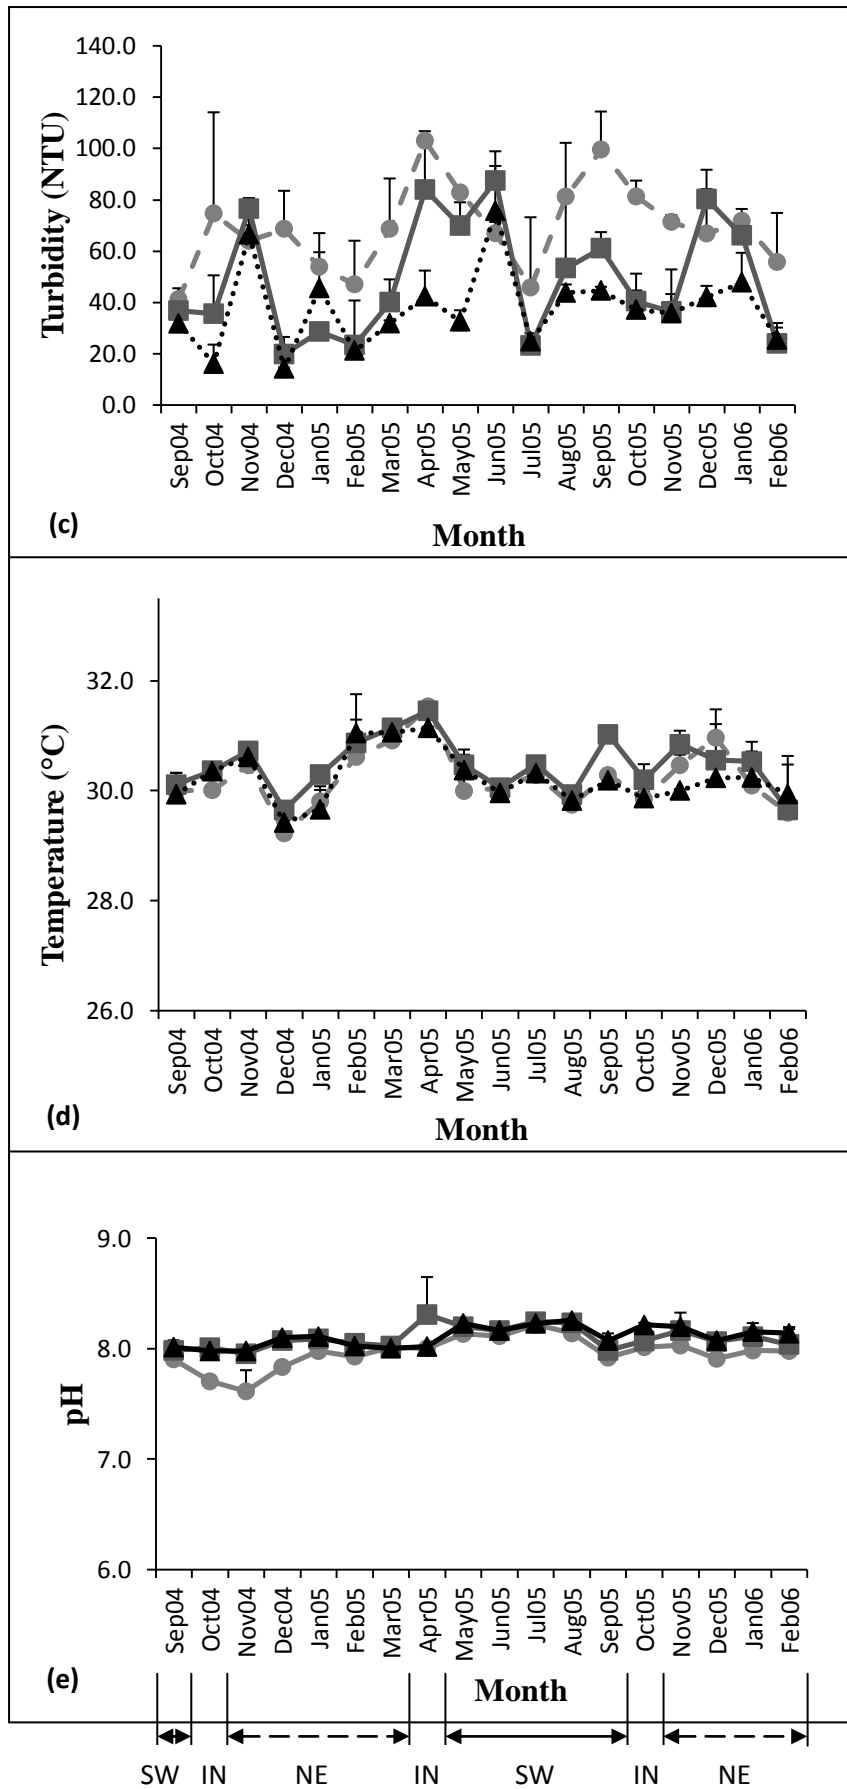 140.0
120.0
100.0
80.0
60.0
40.0
20.0
0.0
Turbidity (NTU)
Sep04 Oct04 Nov04 Dec04 Jan05 Feb05 Mar05 Apr05 May05 Jun05 Jul05 Aug05 Sep05 Oct05 Nov05 Dec05 Jan06 Feb06
(c)
Month
32.0
30.0
28.0
26.0
Temperature (°C)
Sep04 Oct04 Nov04 Dec04 Jan05 Feb05 Mar05 Apr05 May05 Jun05 Jul05 Aug05 Sep05 Oct05 Nov05 Dec05 Jan06 Feb06
(d)
Month
9.0
8.0
7.0
6.0
pH
Sep04 Oct04 Nov04 Dec04 Jan05 Feb05 Mar05 Apr05 May05 Jun05 Jul05 Aug05 Sep05 Oct05 Nov05 Dec05 Jan06 Feb06
(e)
Month
SW IN NE IN SW IN NE